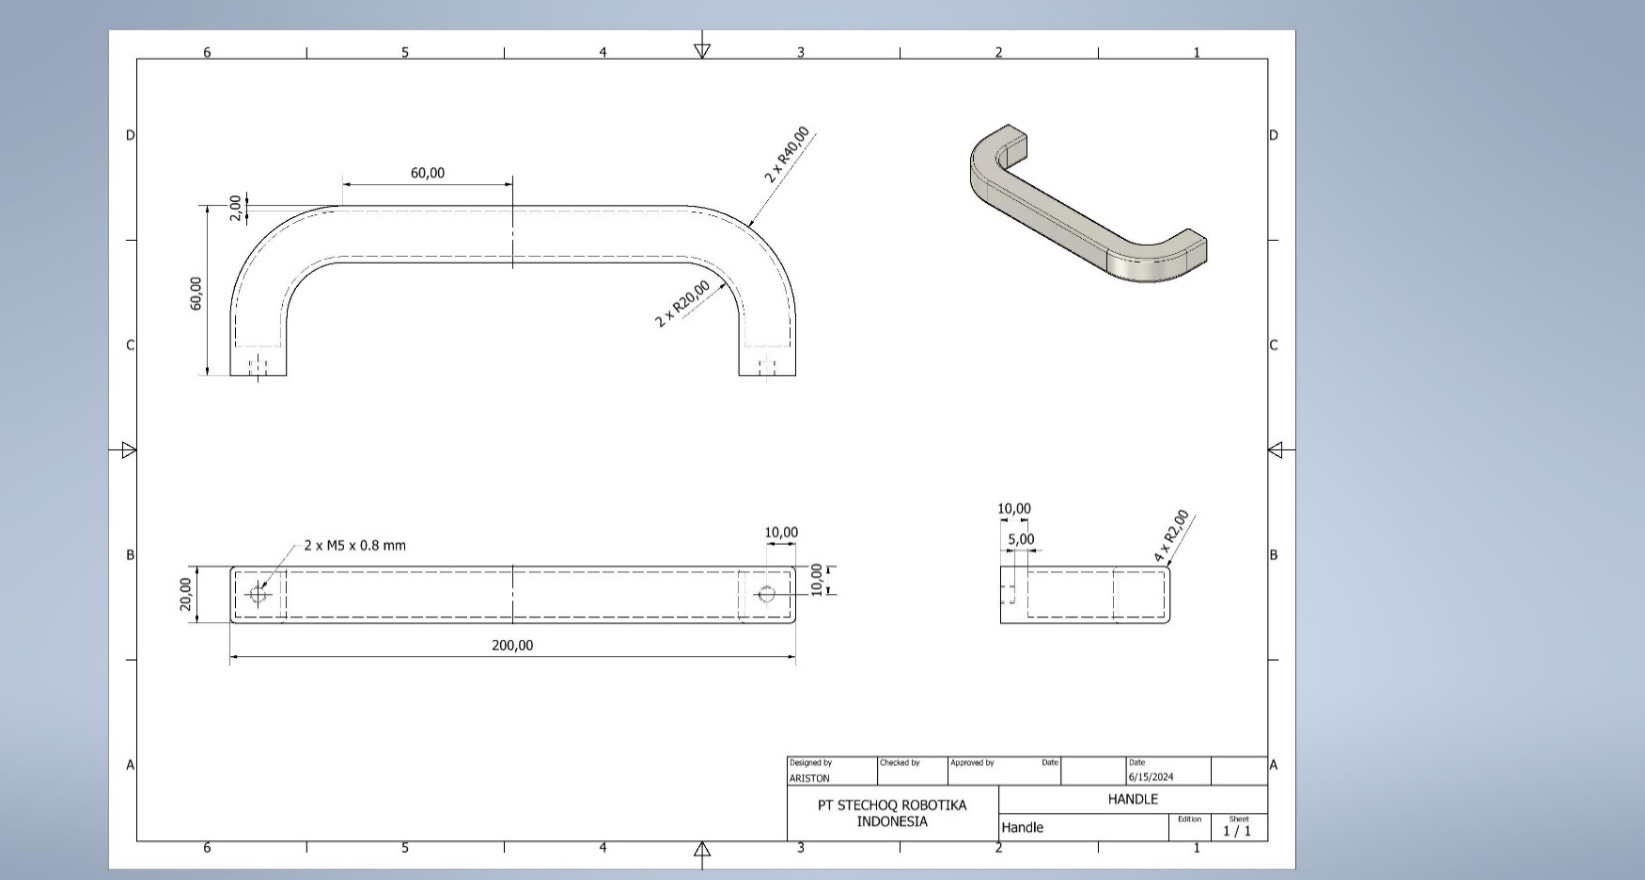 6 5 4 3 2 1
D D
2 x R40,00
60,00
2,00
60,00
2 x R20,00
C C
10,00
5,00
4 x R2,00
10,00
2 x M5 x 0.8 mm
B B
20,00
10,00
200,00
A A
Designed by Checked by Approved by Date Date
ARISTON 6/15/2024
PT STECHOQ ROBOTIKA
INDONESIA
HANDLE
Handle
Edition Sheet
1 / 1
6 5 4 3 2 1